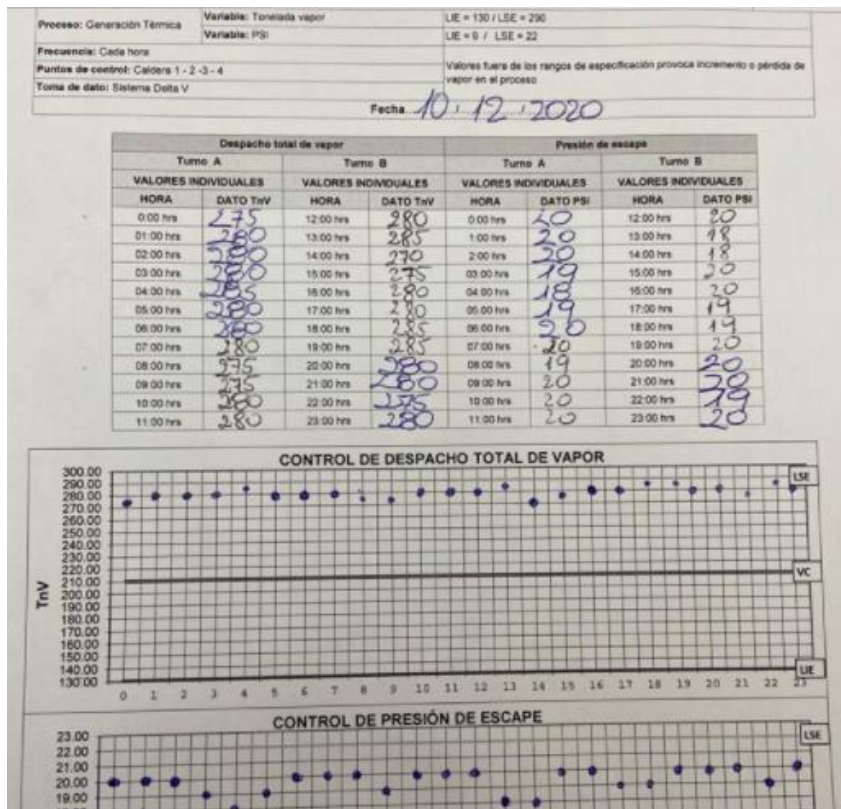 Proceso: Generación Térmica
Variable: Tonelada vapor
LIE = 130 / LSE = 290
Variable: PSI
LIE = 9 / LSE = 22
Frecuencia: Cada hora
Puntos de control: Caldera 1 - 2 -3 - 4
Valores fuera de los rangos de especificación provoca incremento o pérdida de
vapor en el proceso
Toma de dato: Sistema Delta V
Fecha 10 / 12 / 2020
Despacho total de vapor Presión de escape
Turno A Turno B Turno A Turno B
VALORES INDIVIDUALES VALORES INDIVIDUALES VALORES INDIVIDUALES VALORES INDIVIDUALES
HORA DATO TnV HORA DATO TnV HORA DATO PSI HORA DATO PSI
0:00 hrs 275 12:00 hrs 280 0:00 hrs 20 12:00 hrs 20
01:00 hrs 280 13:00 hrs 285 1:00 hrs 20 13:00 hrs 18
02:00 hrs 280 14:00 hrs 270 2:00 hrs 20 14:00 hrs 18
03:00 hrs 280 15:00 hrs 275 03:00 hrs 19 15:00 hrs 20
04:00 hrs 285 16:00 hrs 280 04:00 hrs 18 16:00 hrs 20
05:00 hrs 280 17:00 hrs 280 05:00 hrs 19 17:00 hrs 19
06:00 hrs 280 18:00 hrs 285 06:00 hrs 20 18:00 hrs 19
07:00 hrs 280 19:00 hrs 285 07:00 hrs 20 19:00 hrs 20
08:00 hrs 275 20:00 hrs 280 08:00 hrs 19 20:00 hrs 20
09:00 hrs 275 21:00 hrs 280 09:00 hrs 20 21:00 hrs 20
10:00 hrs 280 22:00 hrs 275 10:00 hrs 20 22:00 hrs 19
11:00 hrs 280 23:00 hrs 280 11:00 hrs 20 23:00 hrs 20
CONTROL DE DESPACHO TOTAL DE VAPOR
300.00
290.00 LSE
280.00
270.00
260.00
250.00
240.00
230.00
220.00
210.00 VC
200.00
TnV
190.00
180.00
170.00
160.00
150.00
140.00
130.00 LIE
0 1 2 3 4 5 6 7 8 9 10 11 12 13 14 15 16 17 18 19 20 21 22 23
CONTROL DE PRESIÓN DE ESCAPE
23.00
22.00 LSE
21.00
20.00
19.00